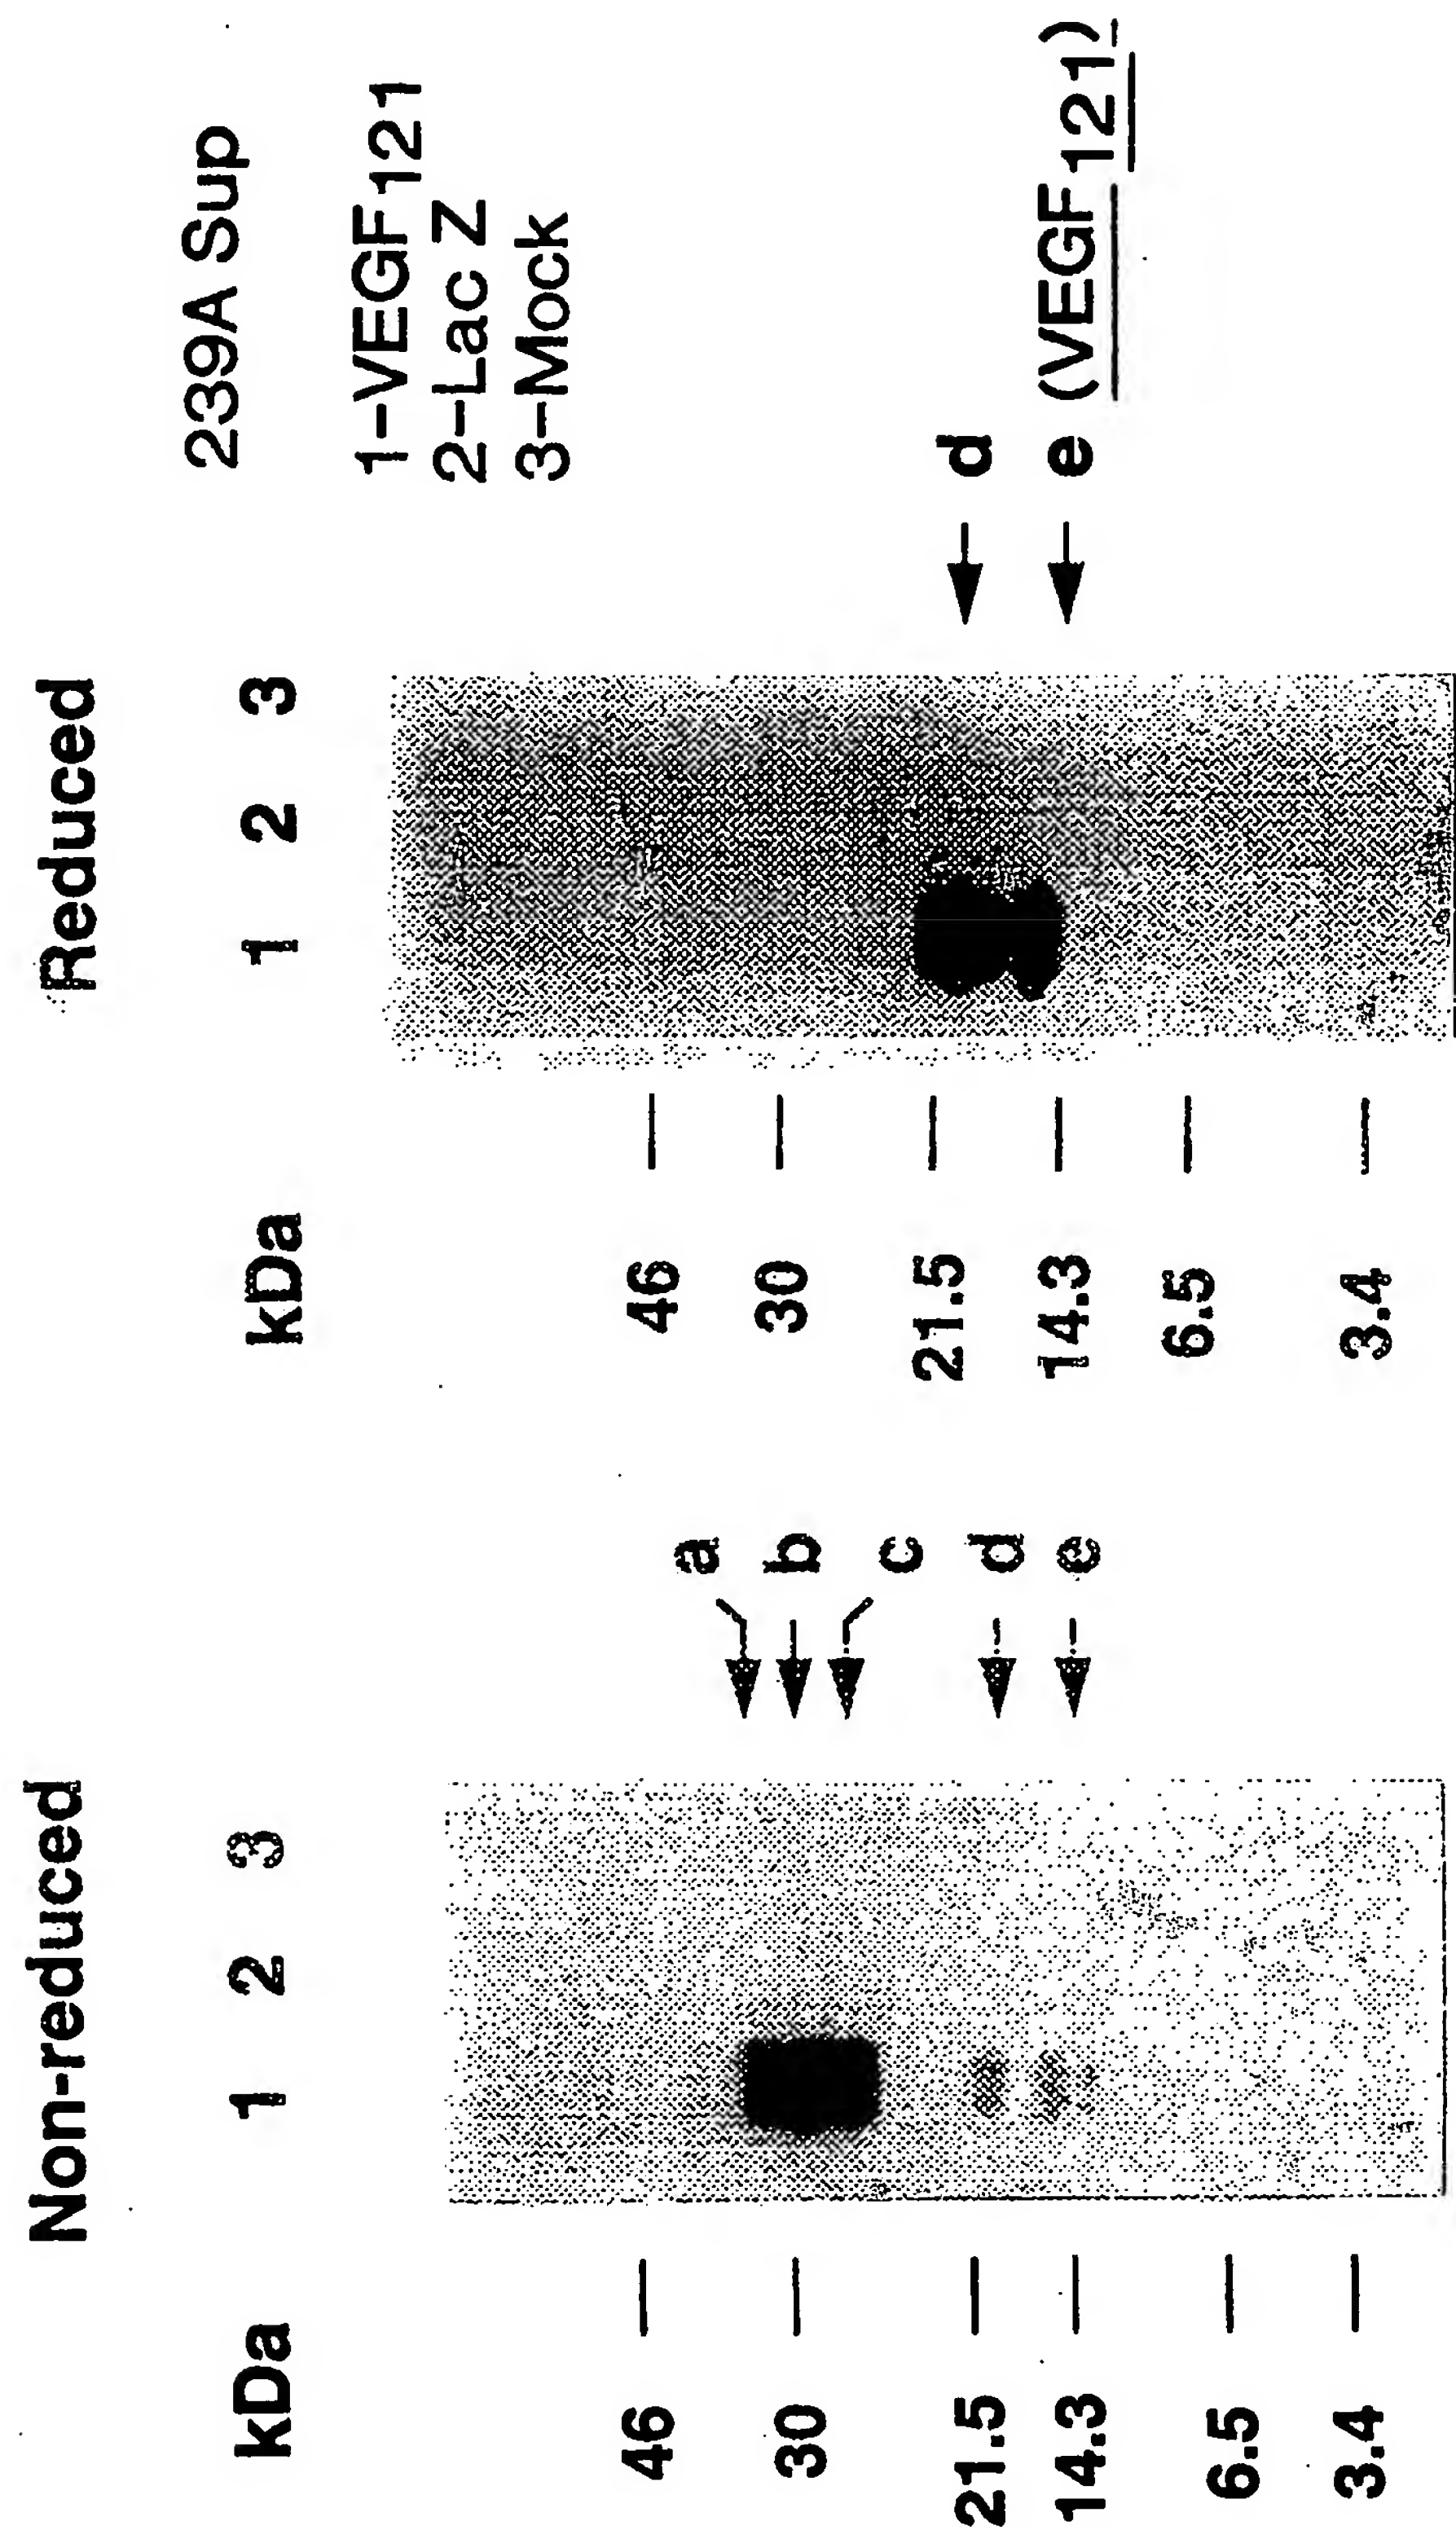 Non-reduced
kDa 1 2 3
46
30
21.5
14.3
6.5
3.4
a
b
c
d
e
Reduced
kDa 1 2 3
46
30
21.5
14.3
6.5
3.4
d
e (VEGF121)
239A Sup
1-VEGF121
2-Lac Z
3-Mock